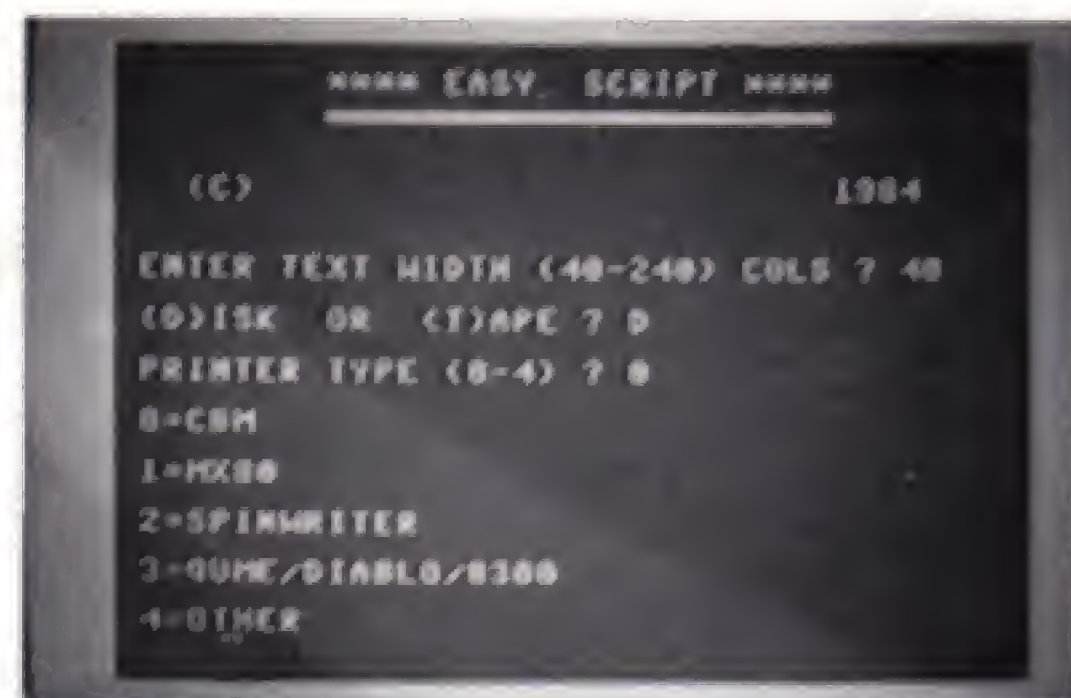 **** EASY SCRIPT ****
(C) 1984
ENTER TEXT WIDTH (40-240) COLS ? 40
(D)ISK OR (T)APE ? D
PRINTER TYPE (0-4) ? 0
0=CBM
1=MX80
2=SPINWRITER
3=QUME/DIABLO/8300
4=OTHER